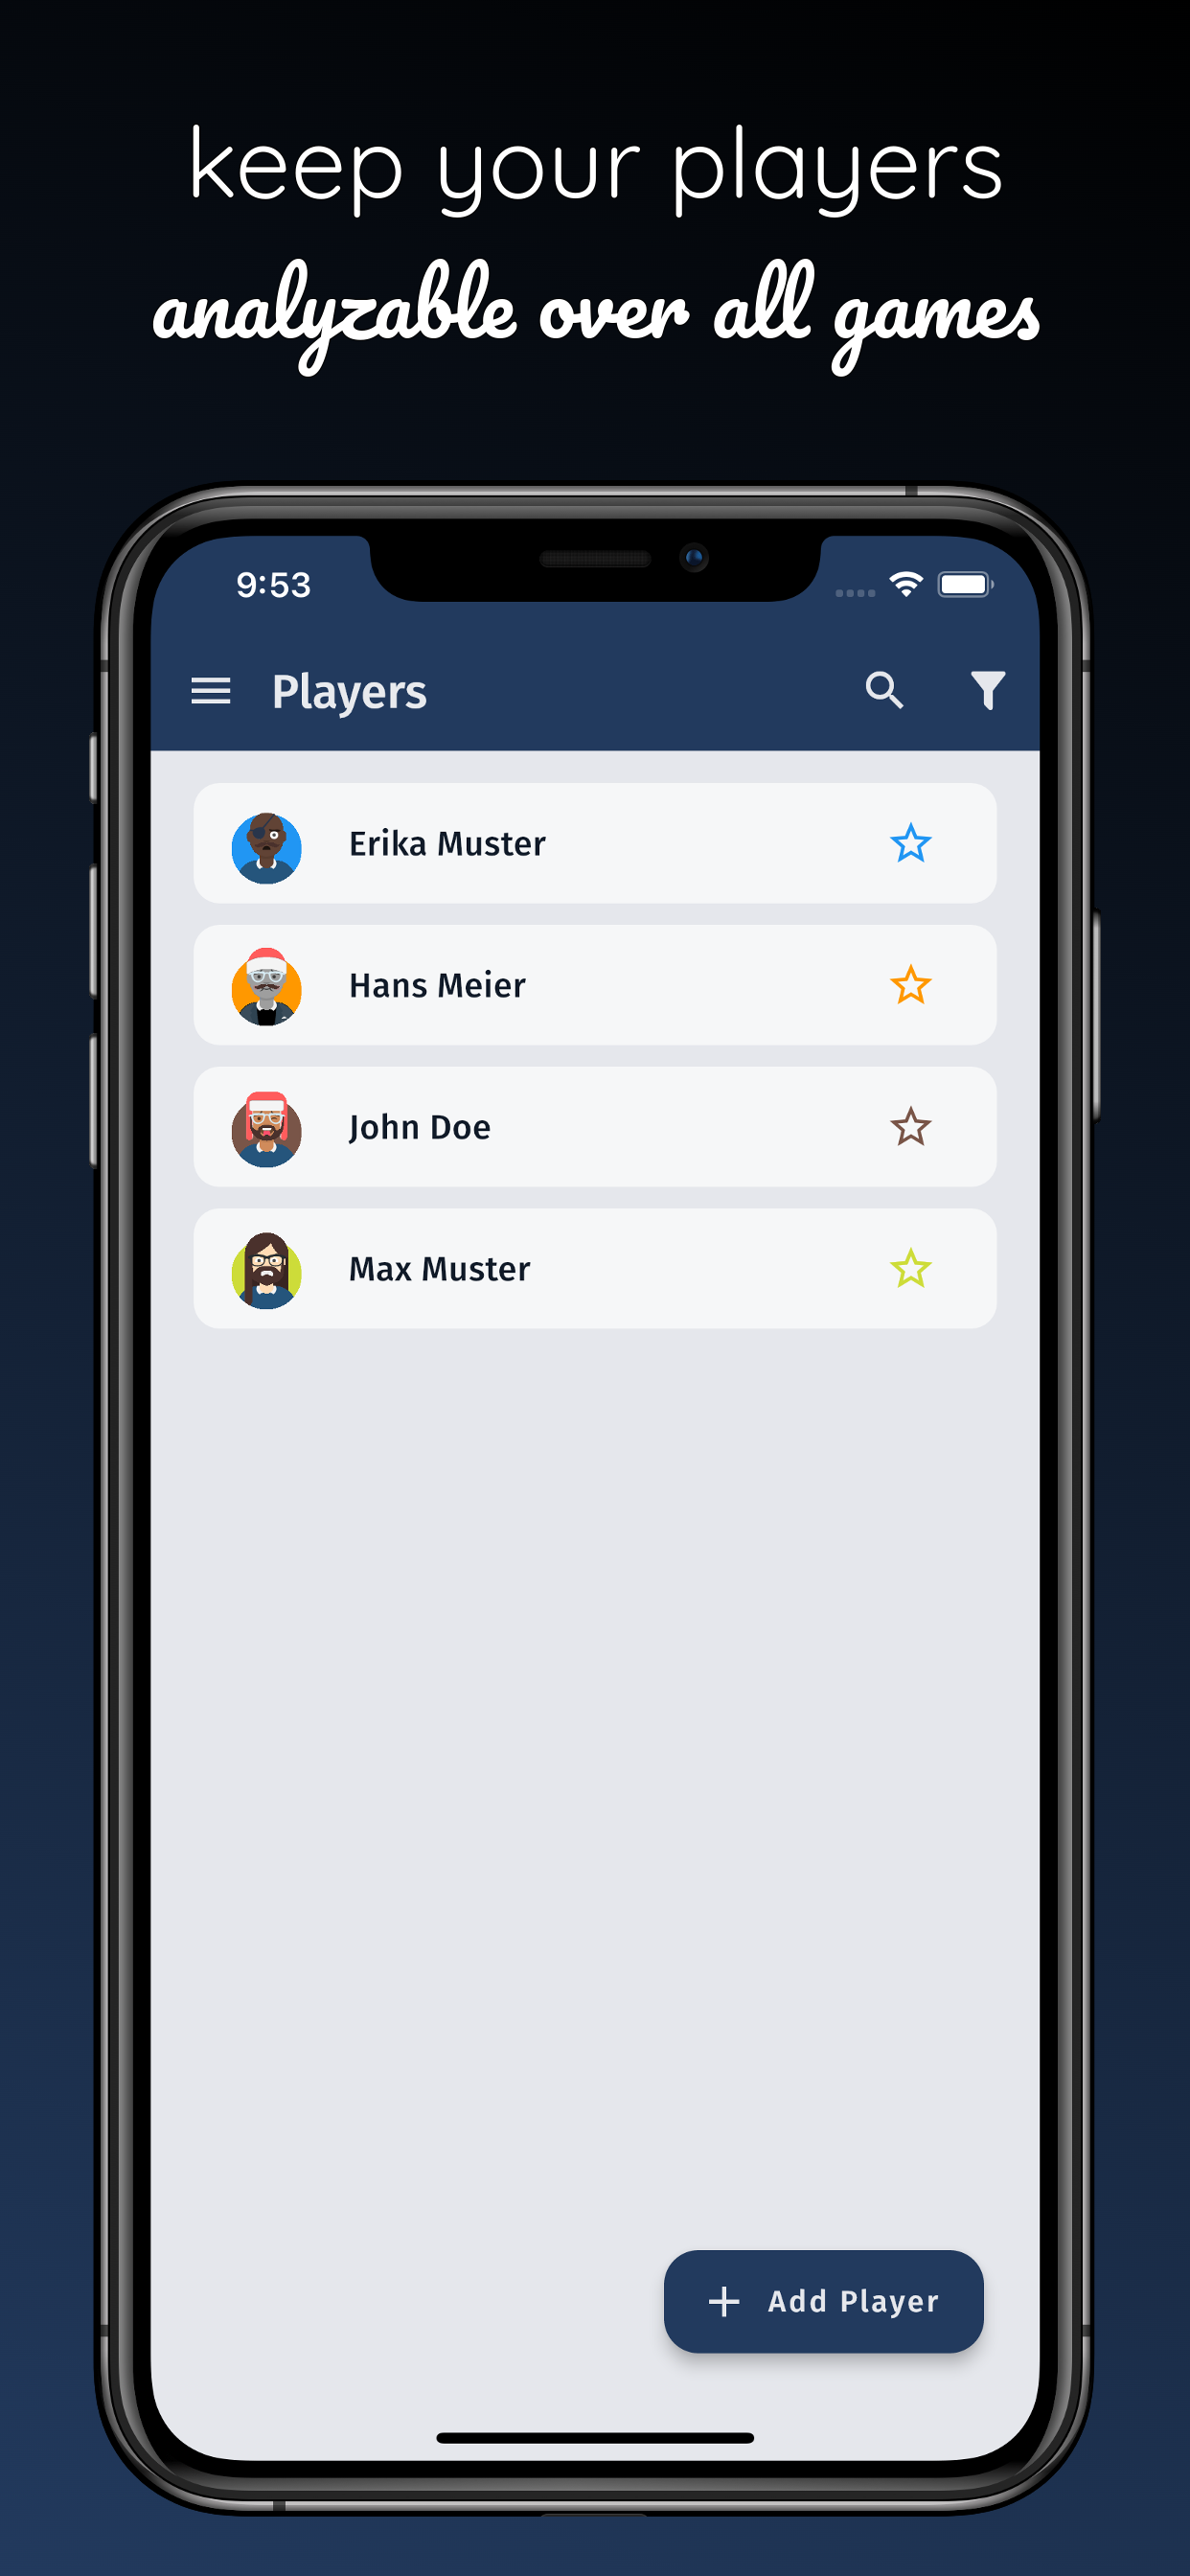 keep your players
analyzable over all games
9:53
Players
Erika Muster
Hans Meier
John Doe
Max Muster
Add Player